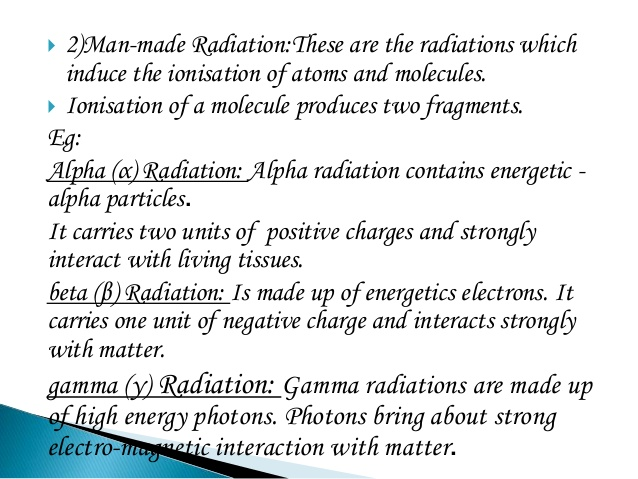 2)Man-made Radiation:These are the radiations which
induce the ionisation of atoms and molecules.
Ionisation of a molecule produces two fragments.
Eg:
Alpha (α) Radiation: Alpha radiation contains energetic -
alpha particles.
It carries two units of positive charges and strongly
interact with living tissues.
beta (β) Radiation: Is made up of energetics electrons. It
carries one unit of negative charge and interacts strongly
with matter.
gamma (γ) Radiation: Gamma radiations are made up
of high energy photons. Photons bring about strong
electro-magnetic interaction with matter.